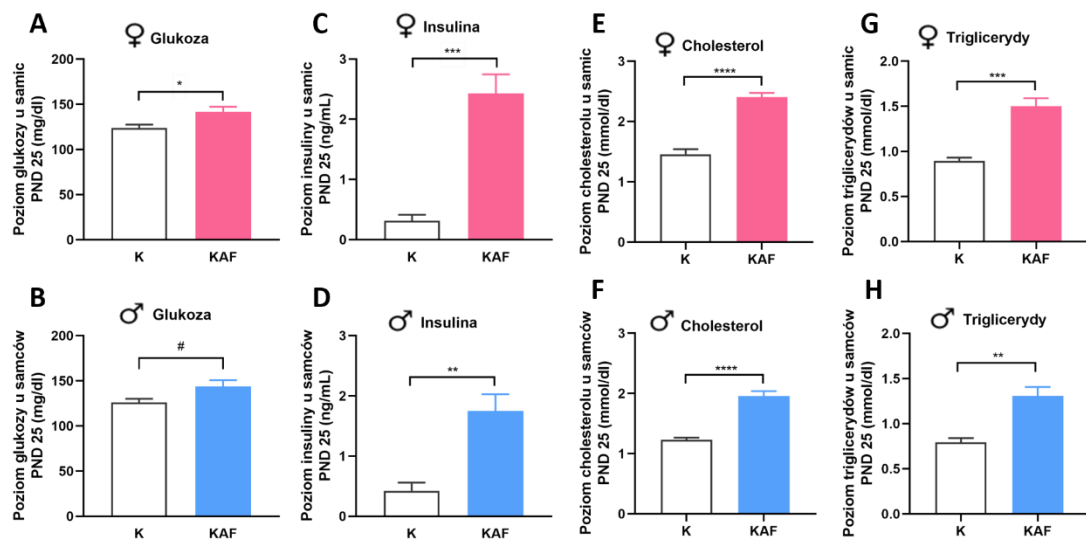 A
♀ Glukoza
Poziom glukozy u samic
PND 25 (mg/dl)
200
150
100
50
0
*
K
KAF
C
♀ Insulina
Poziom insuliny u samic
PND 25 (ng/mL)
3
2
1
0
***
K
KAF
E
♀ Cholesterol
Poziom cholesterolu u samic
PND 25 (mmol/dl)
3
2
1
0
****
K
KAF
G
♀ Triglicerydy
Poziom triglicerydów u samic
PND 25 (mmol/dl)
2.0
1.5
1.0
0.5
0.0
***
K
KAF
B
♂ Glukoza
Poziom glukozy u samców
PND 25 (mg/dl)
200
150
100
50
0
#
K
KAF
D
♂ Insulina
Poziom insuliny u samców
PND 25 (ng/mL)
3
2
1
0
**
K
KAF
F
♂ Cholesterol
Poziom cholesterolu u samców
PND 25 (mmol/dl)
3
2
1
0
****
K
KAF
H
♂ Triglicerydy
Poziom triglicerydów u samców
PND 25 (mmol/dl)
2.0
1.5
1.0
0.5
0.0
**
K
KAF